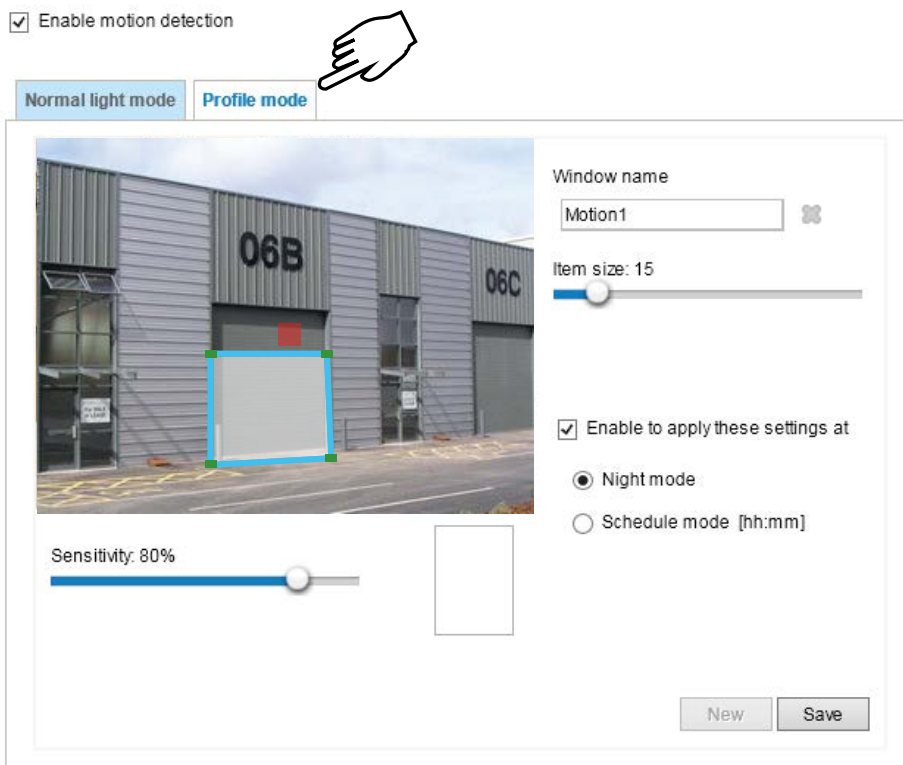 Enable motion detection
Normal light mode
Profile mode
Window name
Motion1
Item size: 15
06B
06C
Enable to apply these settings at
Night mode
Schedule mode [hh:mm]
Sensitivity: 80%
New
Save